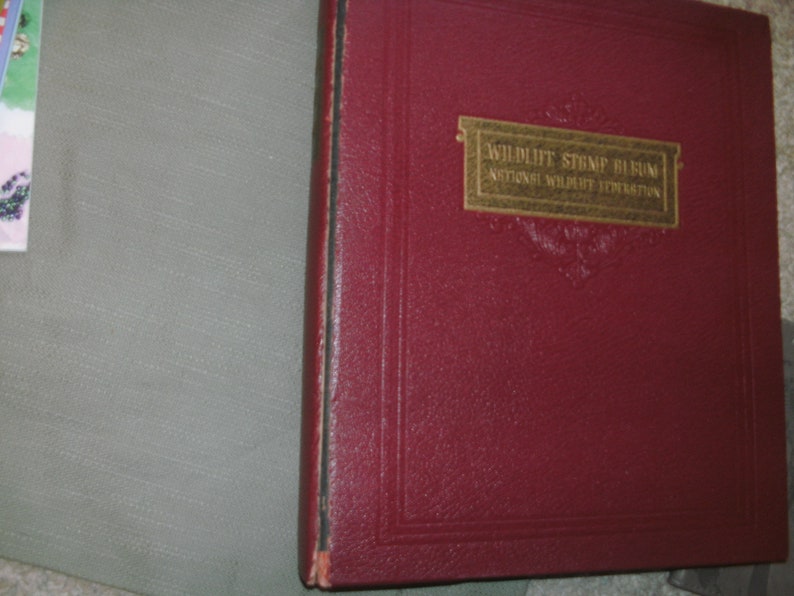 WILDLIFE STAMP ALBUM
NATIONAL WILDLIFE FEDERATION